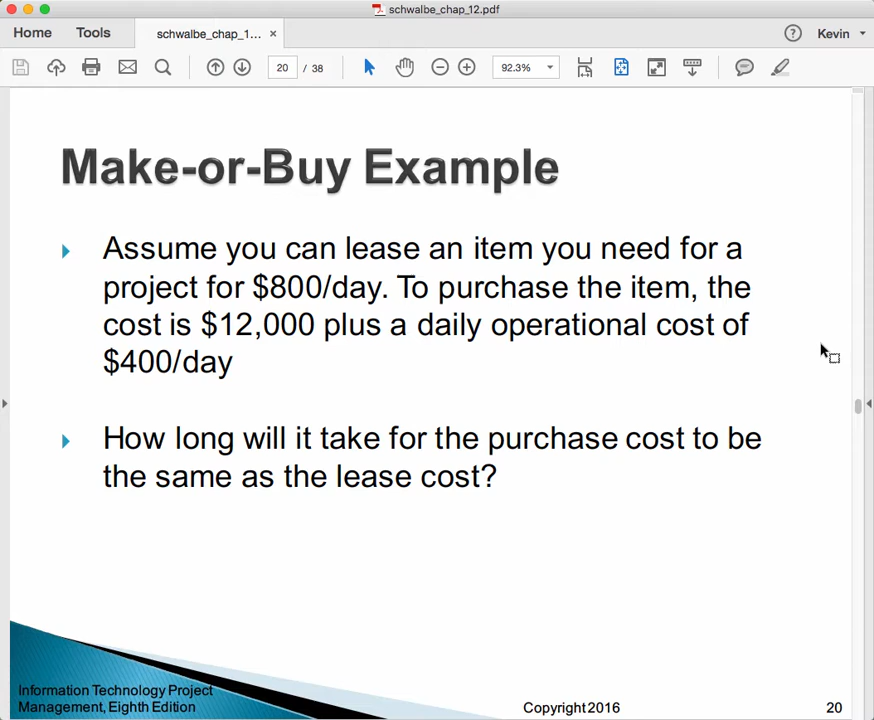 schwalbe_chap_12.pdf
Home Tools schwalbe_chap_1... × ? Kevin
20 / 38 92.3%
Make-or-Buy Example
Assume you can lease an item you need for a
project for $800/day. To purchase the item, the
cost is $12,000 plus a daily operational cost of
$400/day
How long will it take for the purchase cost to be
the same as the lease cost?
Information Technology Project
Management, Eighth Edition
Copyright 2016
20